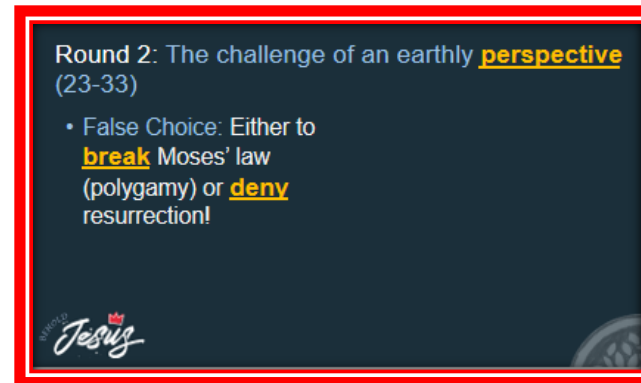 Round 2: The challenge of an earthly perspective
(23-33)
• False Choice: Either to
break Moses' law
(polygamy) or deny
resurrection!
BEHOLD
Jesus